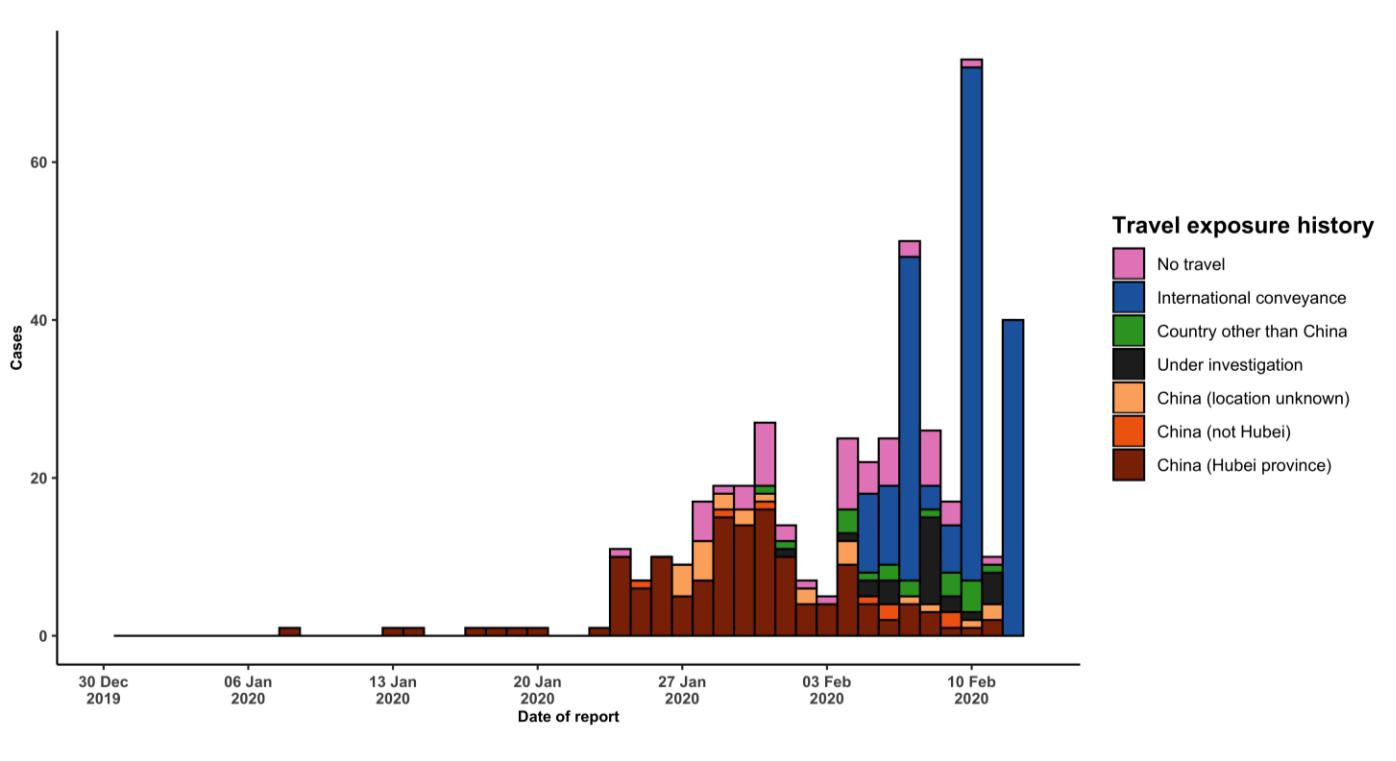 60
40
20
0
Cases
30 Dec
2019
06 Jan
2020
13 Jan
2020
20 Jan
2020
27 Jan
2020
03 Feb
2020
10 Feb
2020
Date of report
Travel exposure history
No travel
International conveyance
Country other than China
Under investigation
China (location unknown)
China (not Hubei)
China (Hubei province)